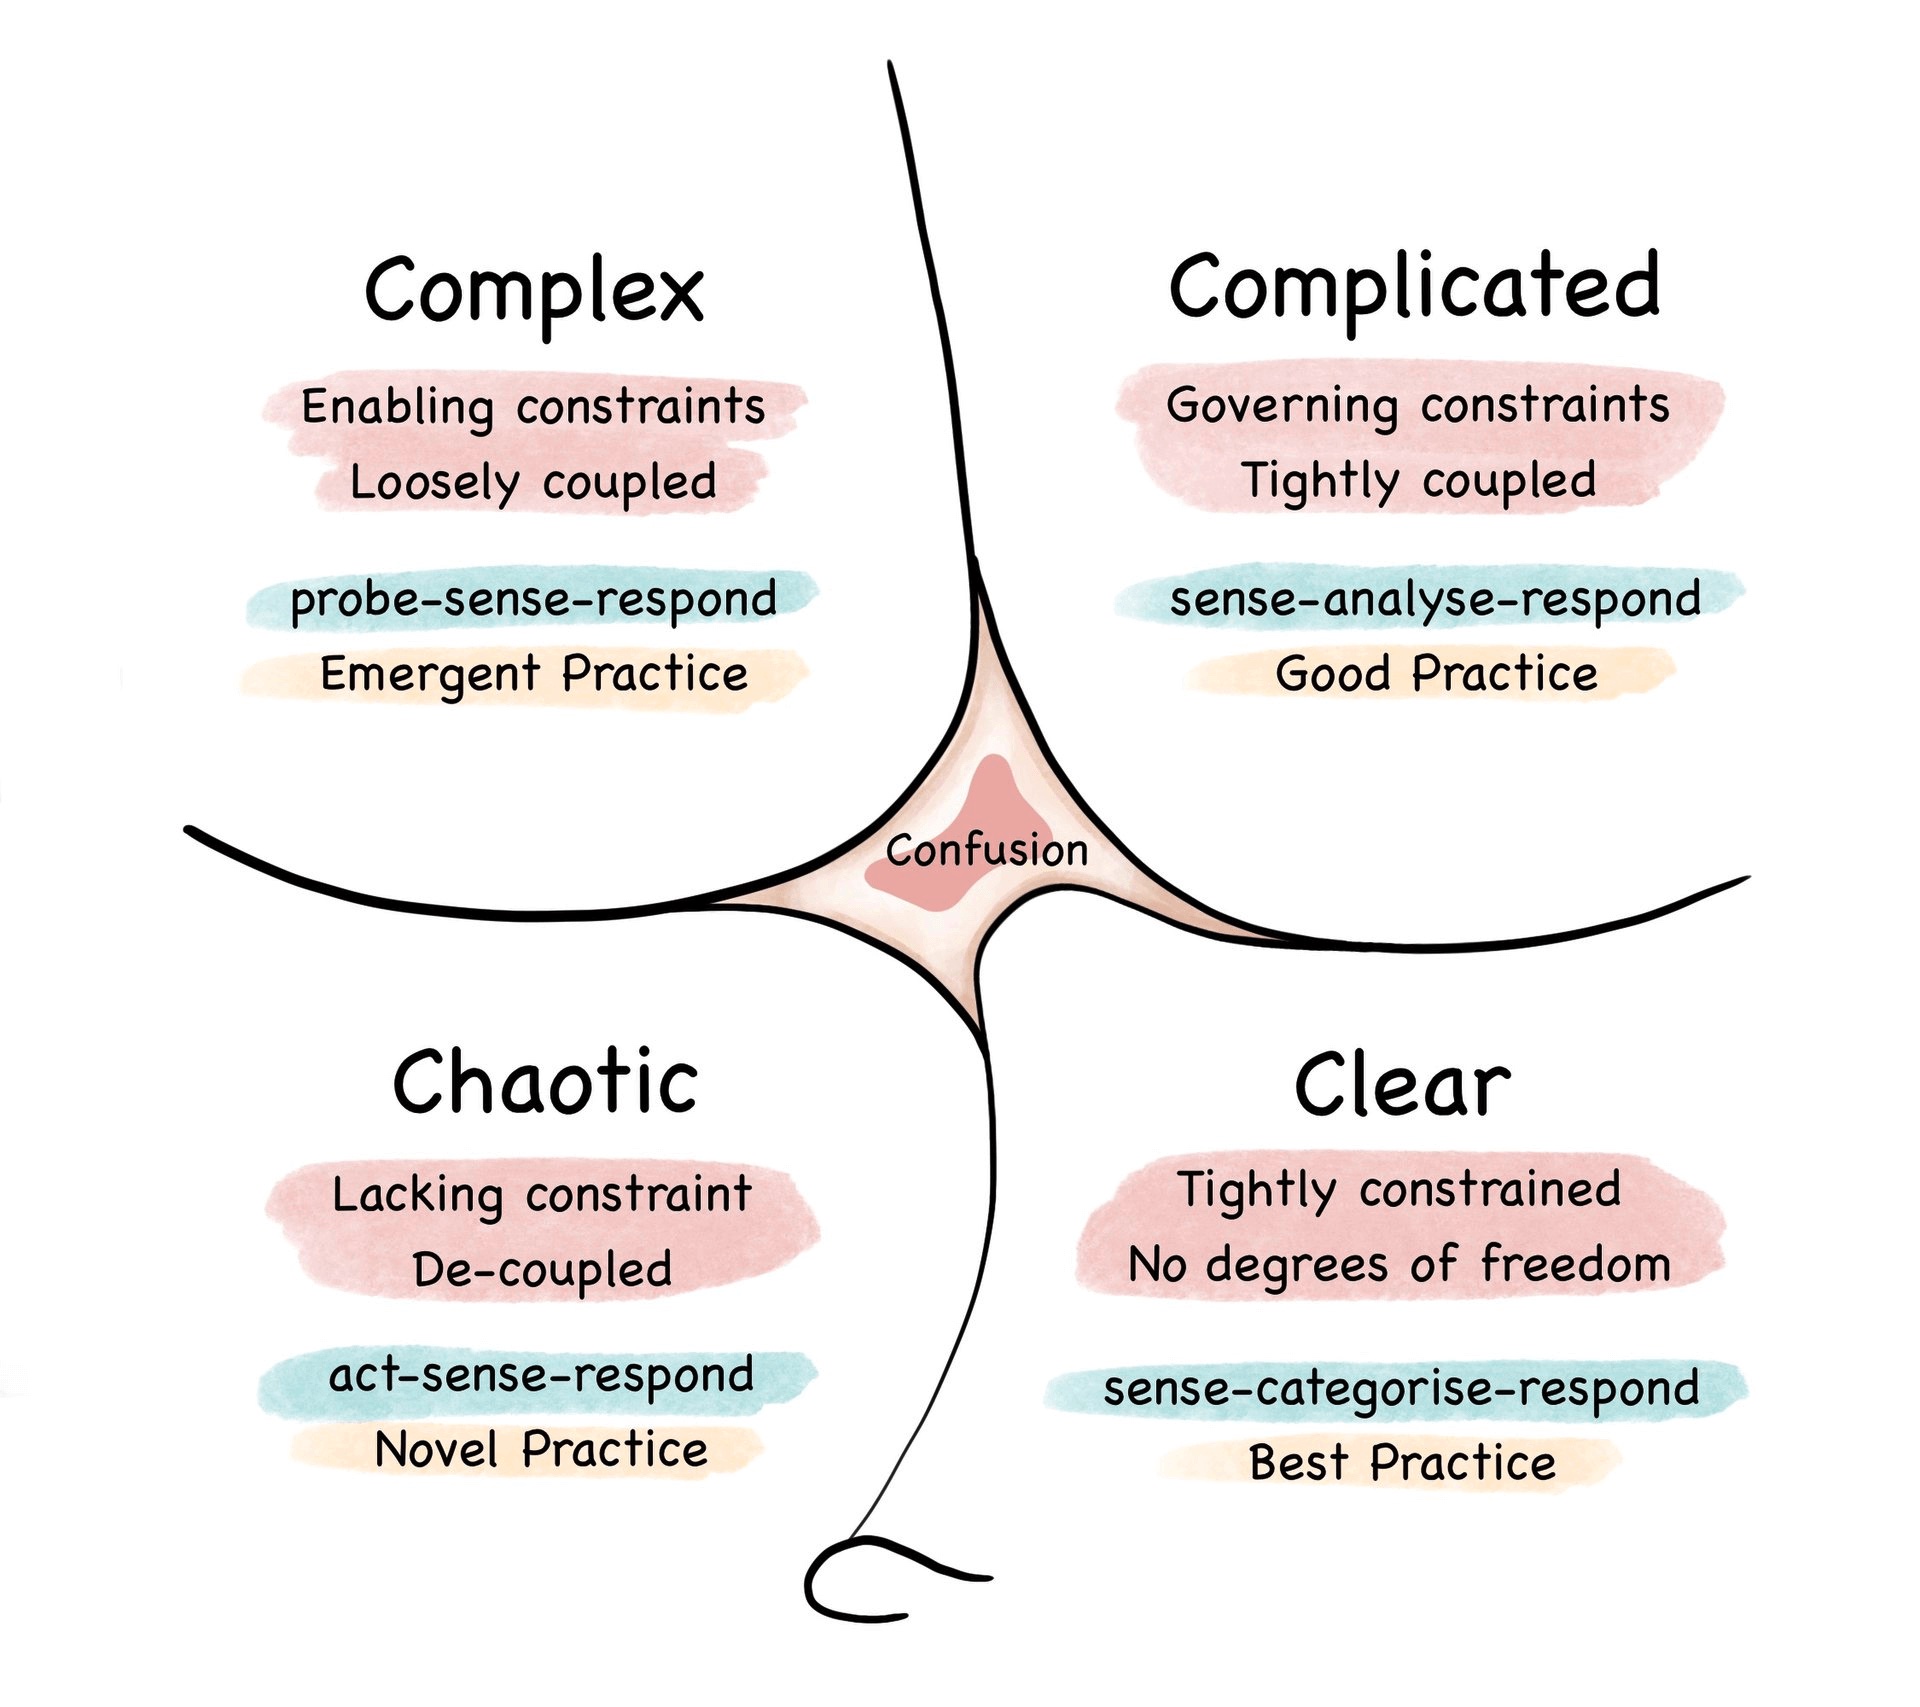 Complex
Enabling constraints
Loosely coupled
probe-sense-respond
Emergent Practice
Complicated
Governing constraints
Tightly coupled
sense-analyse-respond
Good Practice
Confusion
Chaotic
Lacking constraint
De-coupled
act-sense-respond
Novel Practice
Clear
Tightly constrained
No degrees of freedom
sense-categorise-respond
Best Practice